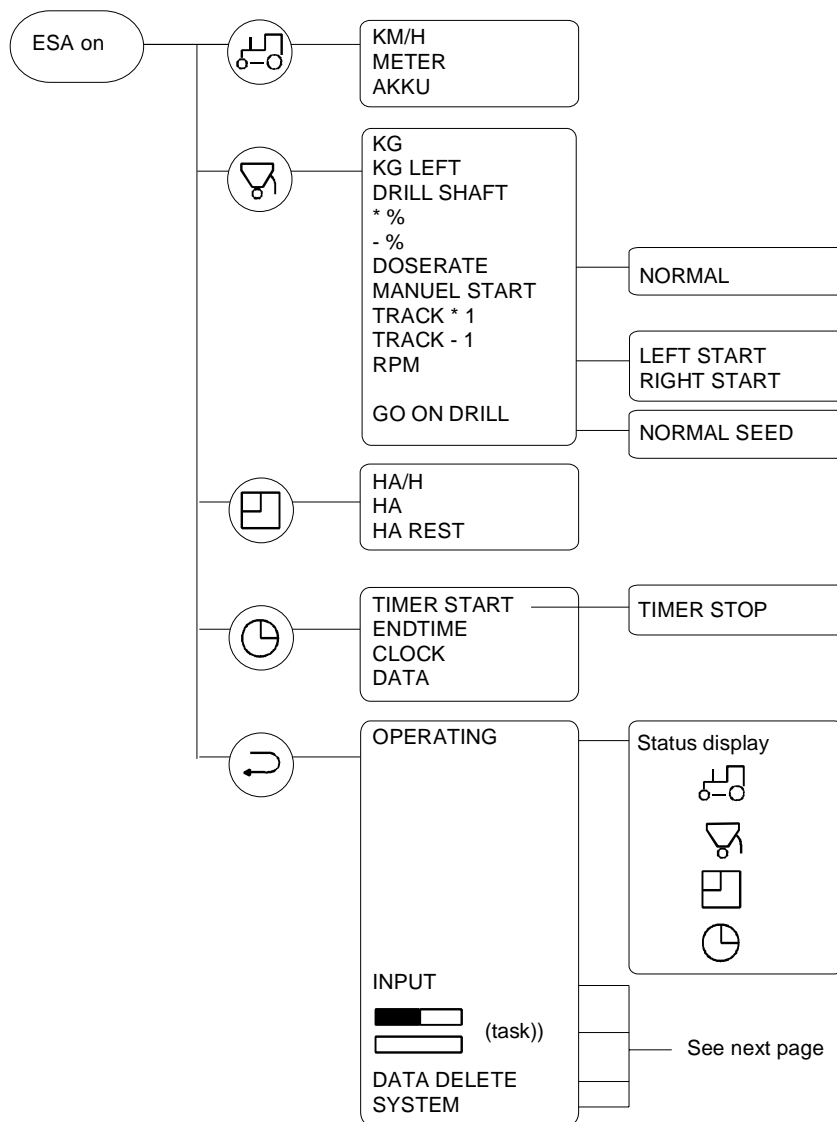 ESA on
KM/H
METER
AKKU
KG
KG LEFT
DRILL SHAFT
* %
- %
DOSERATE
MANUEL START
TRACK * 1
TRACK - 1
RPM
GO ON DRILL
NORMAL
LEFT START
RIGHT START
NORMAL SEED
HA/H
HA
HA REST
TIMER START
ENDTIME
CLOCK
DATA
TIMER STOP
OPERATING
Status display
INPUT
(task))
DATA DELETE
SYSTEM
See next page